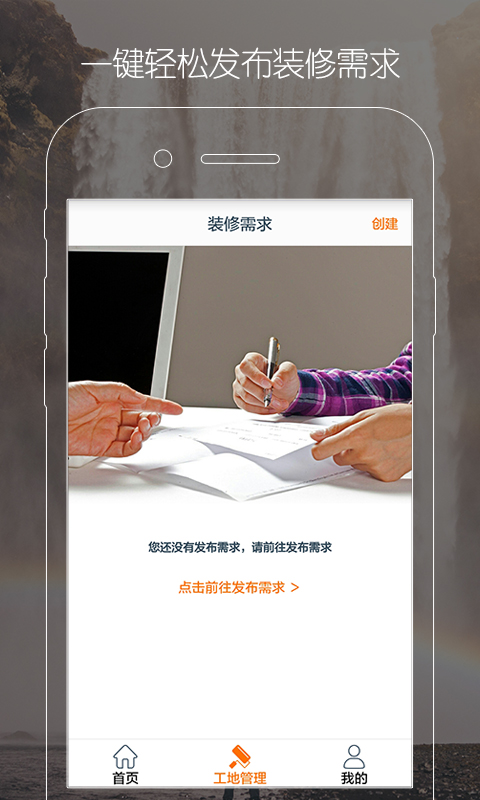 一键轻松发布装修需求
装修需求 创建
您还没有发布需求，请前往发布需求
点击前往发布需求 >
首页 工地管理 我的